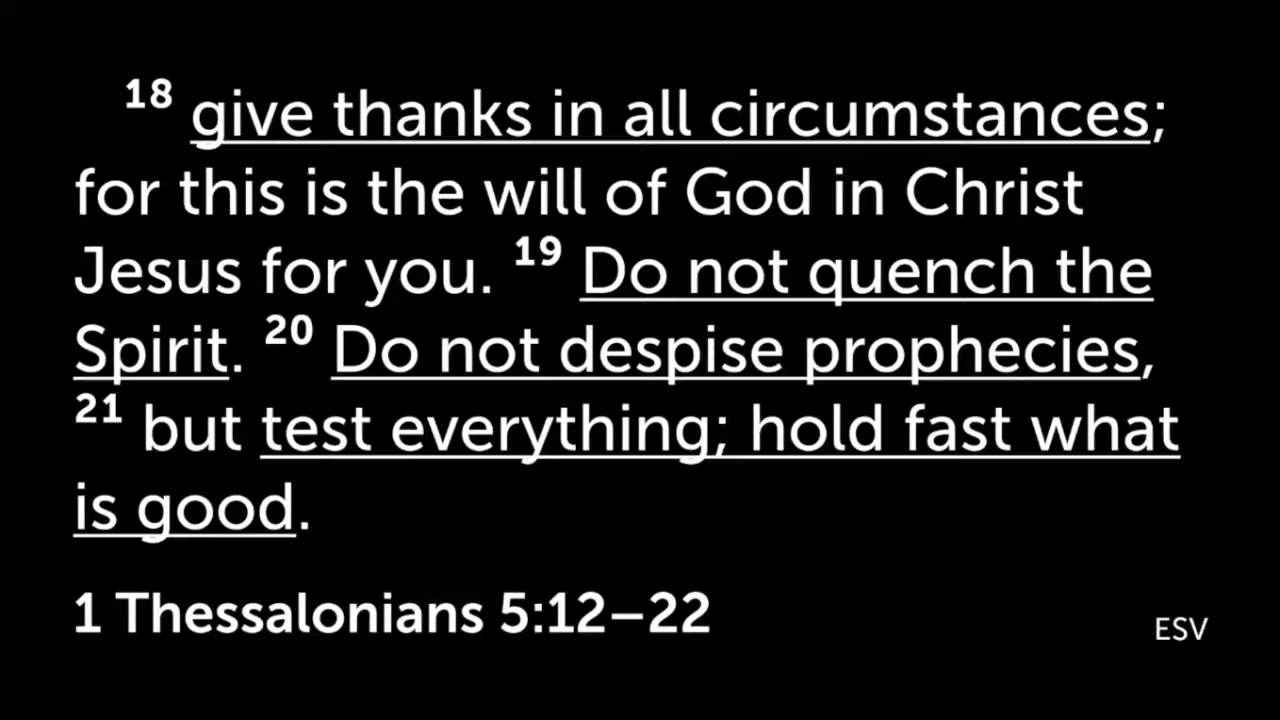 18 give thanks in all circumstances;
for this is the will of God in Christ
Jesus for you. 19 Do not quench the
Spirit. 20 Do not despise prophecies,
21 but test everything; hold fast what
is good.
1 Thessalonians 5:12–22
ESV